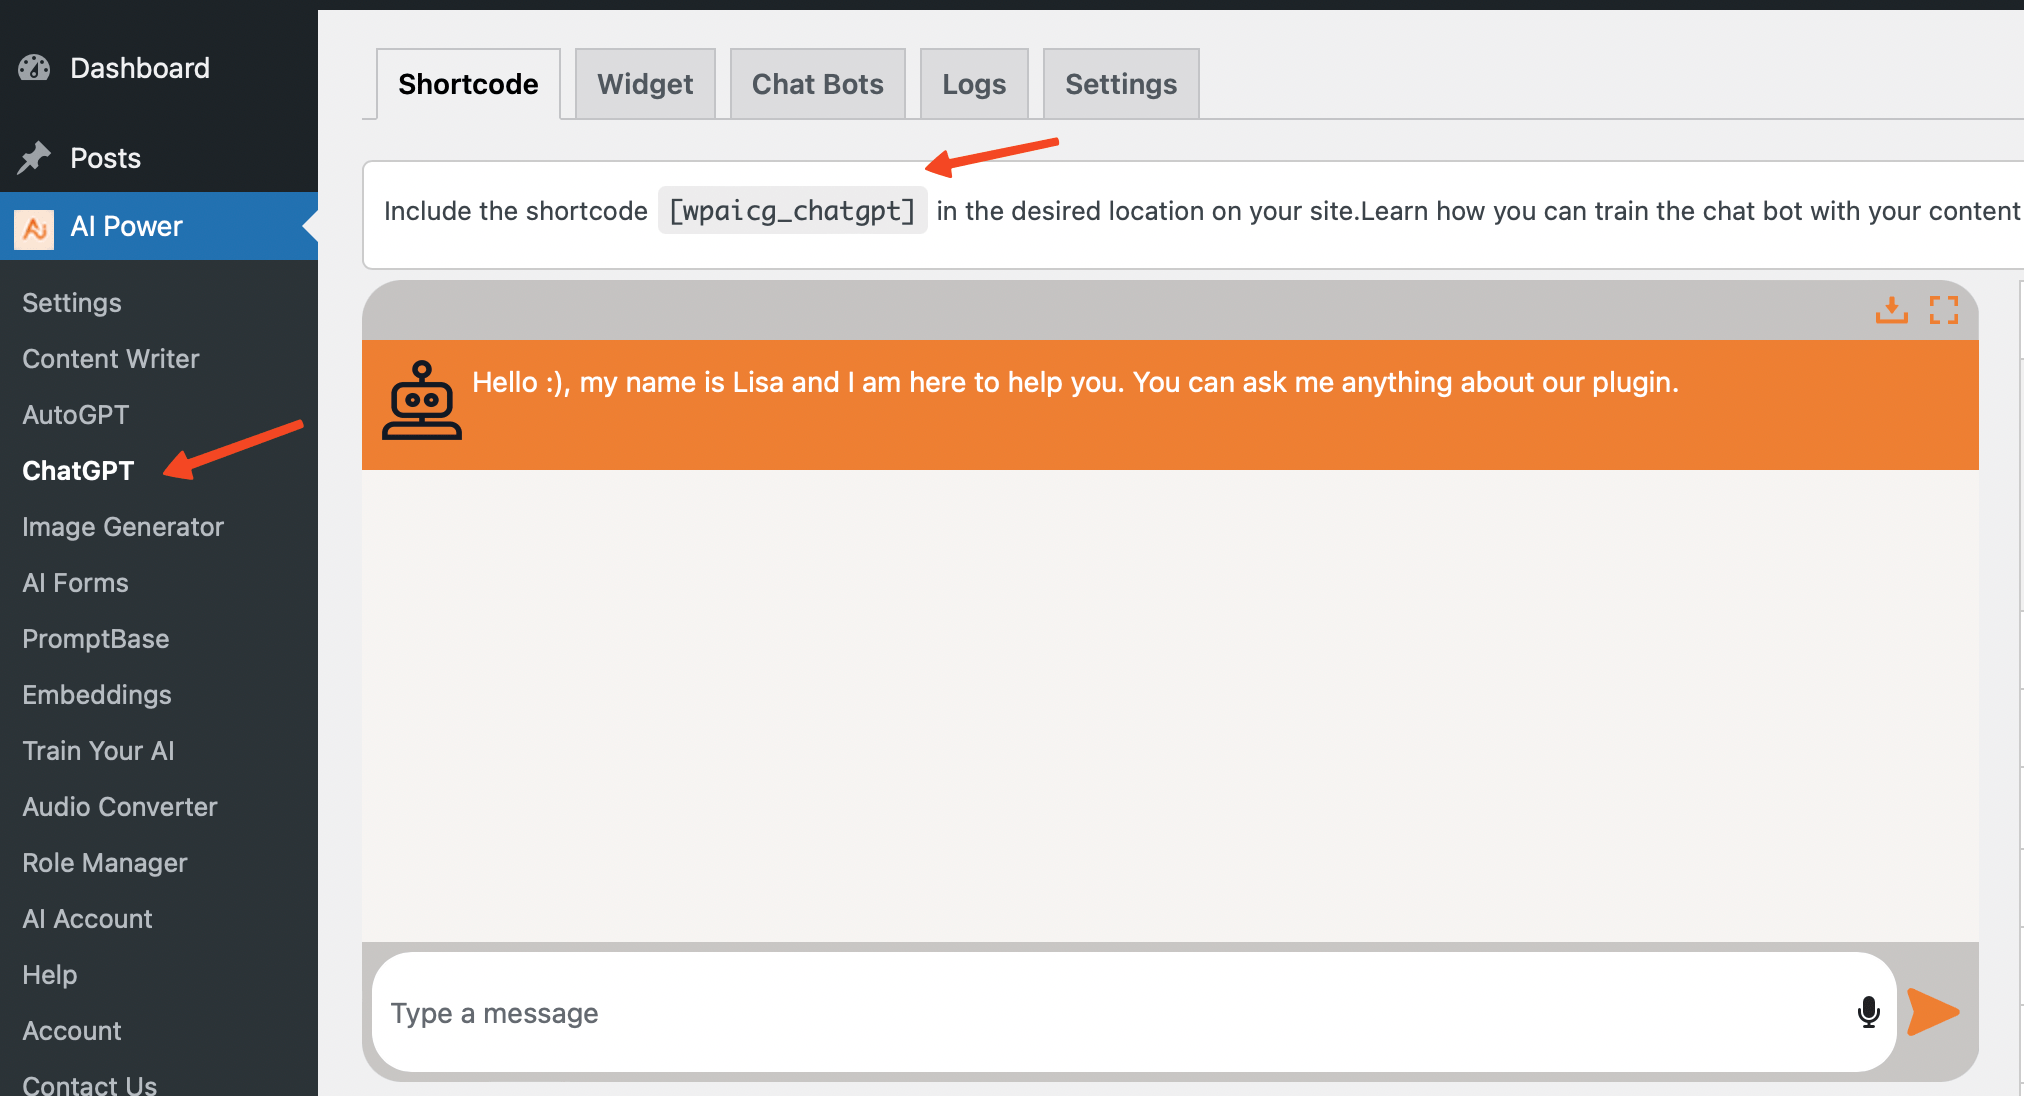 Dashboard
Posts
AI Power
Settings
Content Writer
AutoGPT
ChatGPT
Image Generator
AI Forms
PromptBase
Embeddings
Train Your AI
Audio Converter
Role Manager
AI Account
Help
Account
Contact Us
Shortcode
Widget
Chat Bots
Logs
Settings
Include the shortcode [wpaicg_chatgpt] in the desired location on your site.Learn how you can train the chat bot with your content
Hello :), my name is Lisa and I am here to help you. You can ask me anything about our plugin.
Type a message